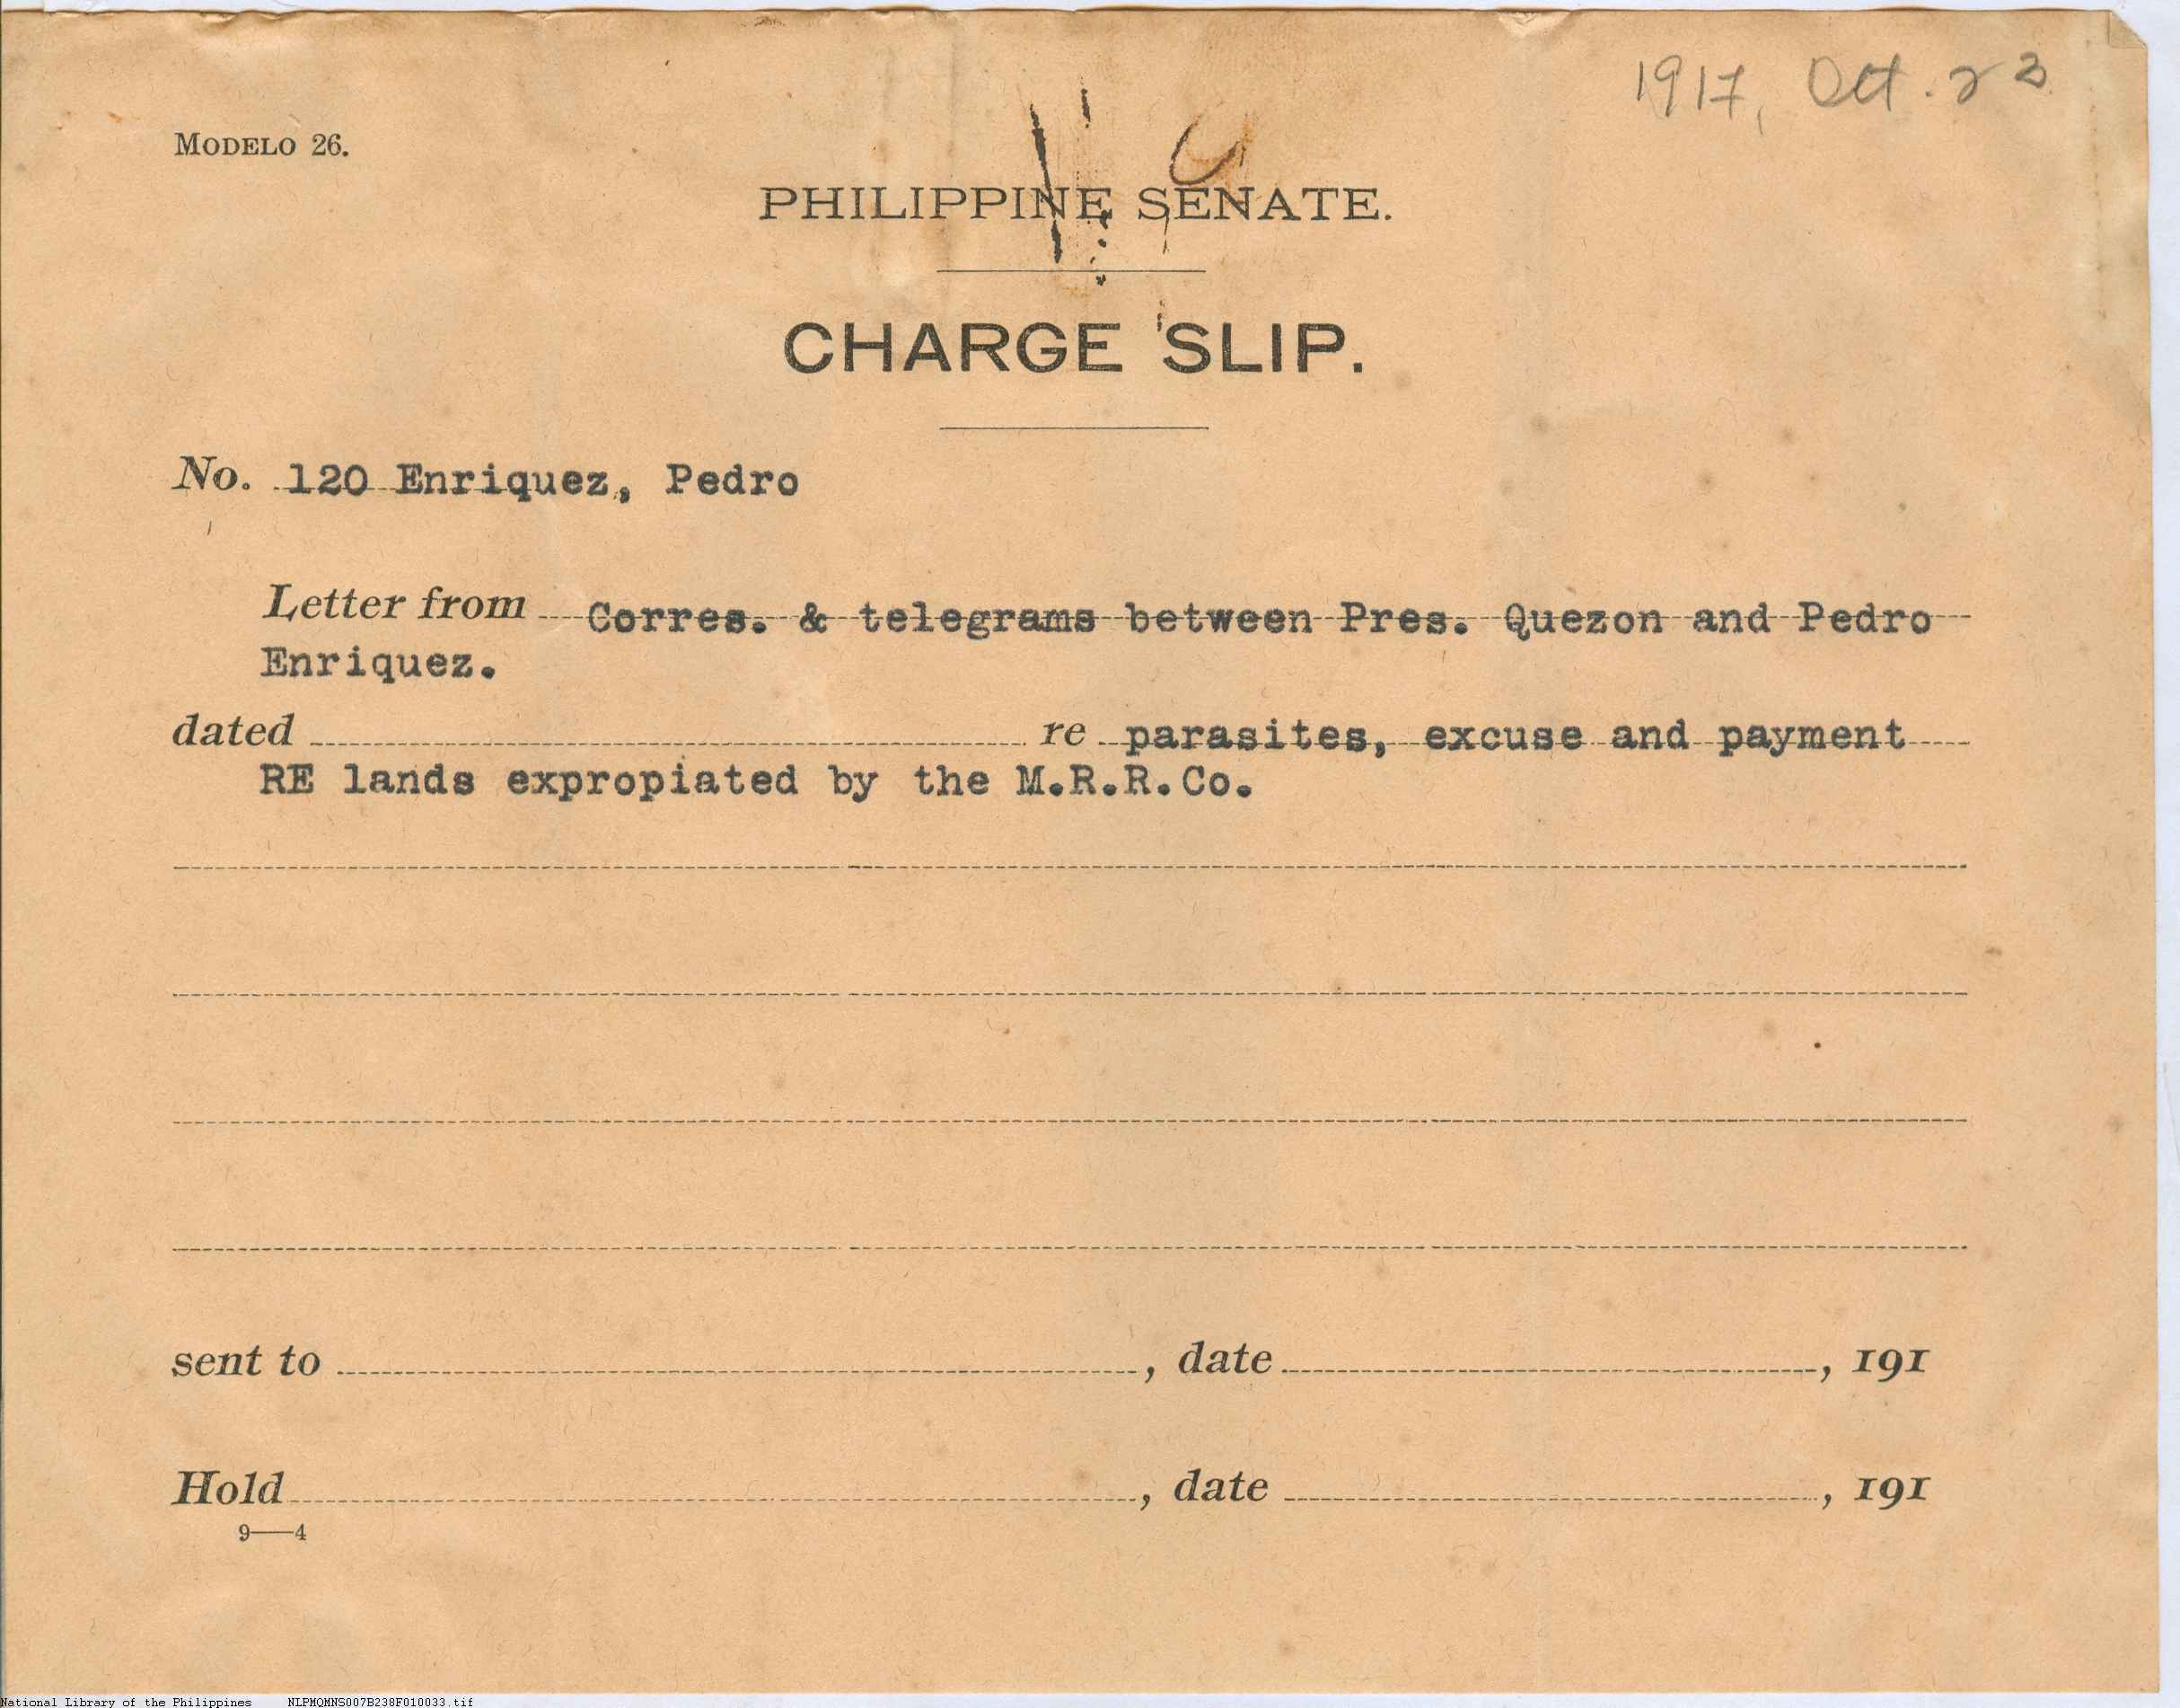 1917, Oct. 23
MODELO 26.
PHILIPPINE SENATE.
CHARGE SLIP.
No. 120 Enriquez, Pedro
Letter from Corres. & telegrams between Pres. Quezon and Pedro
Enriquez.
dated re parasites, excuse and payment
RE lands expropiated by the M.R.R.Co.
sent to , date , 191
Hold , date , 191
9—4
National Library of the Philippines NLPMQMNS007B238F010033.tif